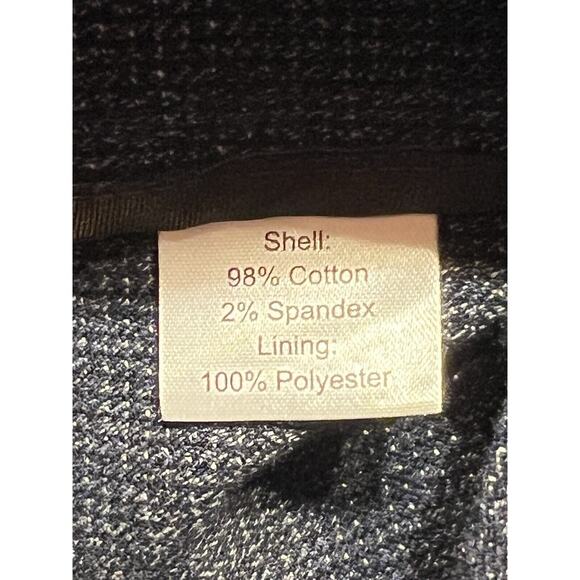 Shell:
98% Cotton
2% Spandex
Lining:
100% Polyester